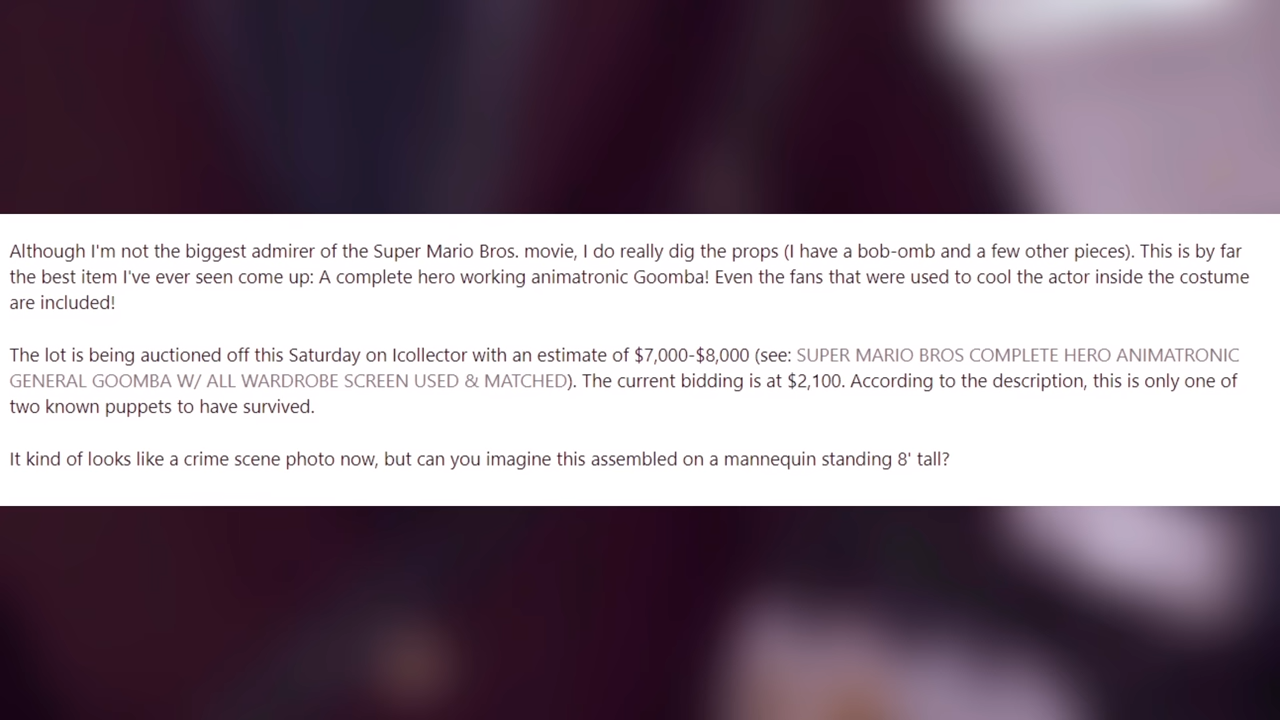 Although I'm not the biggest admirer of the Super Mario Bros. movie, I do really dig the props (I have a bob-omb and a few other pieces). This is by far
the best item I've ever seen come up: A complete hero working animatronic Goomba! Even the fans that were used to cool the actor inside the costume
are included!
The lot is being auctioned off this Saturday on Icollector with an estimate of $7,000-$8,000 (see: SUPER MARIO BROS COMPLETE HERO ANIMATRONIC
GENERAL GOOMBA W/ ALL WARDROBE SCREEN USED & MATCHED). The current bidding is at $2,100. According to the description, this is only one of
two known puppets to have survived.
It kind of looks like a crime scene photo now, but can you imagine this assembled on a mannequin standing 8' tall?